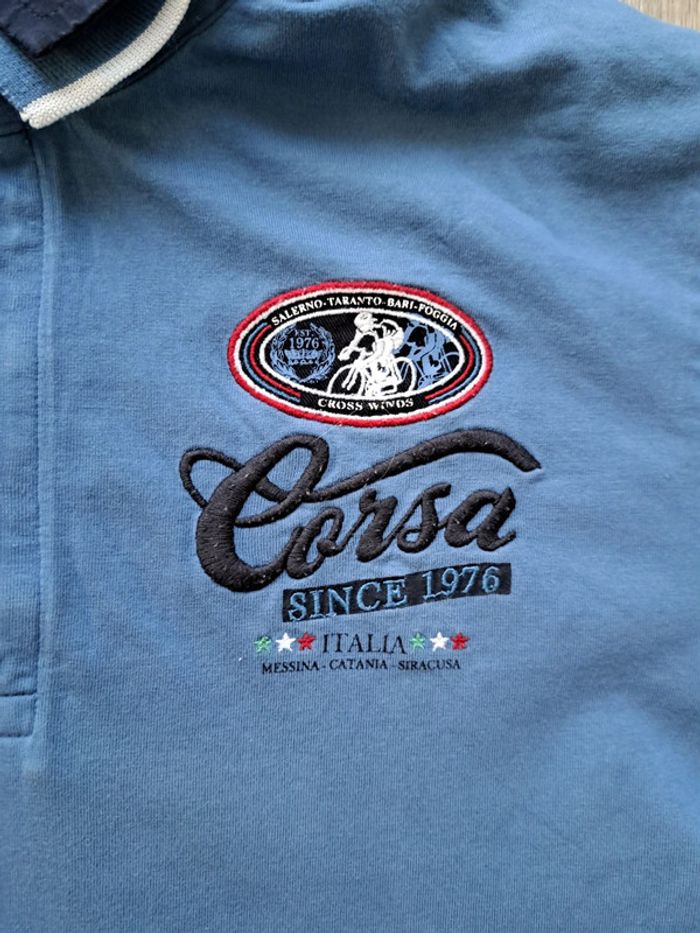 SALERNO-TARANTO-BARI-FOGGIA
EST.
1976
CROSS WINDS
Corsa
SINCE 1976
ITALIA
MESSINA - CATANIA - SIRACUSA